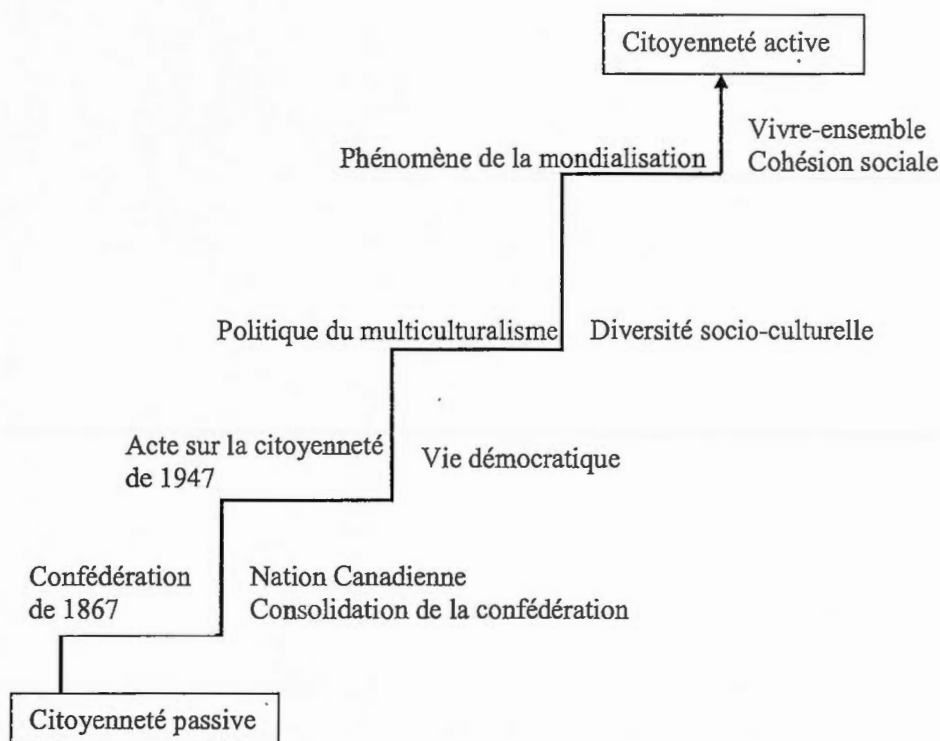 Citoyenneté active
Vivre-ensemble
Phénomène de la mondialisation
Cohésion sociale
Politique du multiculturalisme
Diversité socio-culturelle
Acte sur la citoyenneté
de 1947
Vie démocratique
Confédération
de 1867
Nation Canadienne
Consolidation de la confédération
Citoyenneté passive